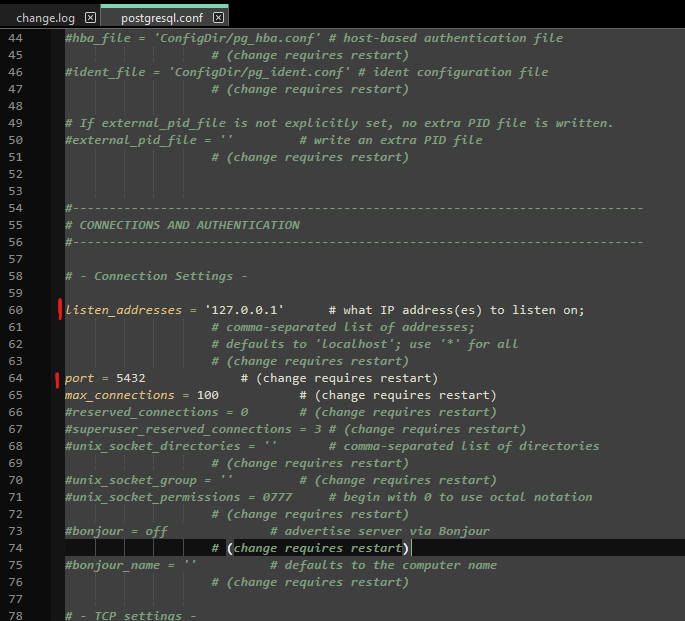 change.log
postgresql.conf
44 #hba_file = 'ConfigDir/pg_hba.conf' # host-based authentication file
45 # (change requires restart)
46 #ident_file = 'ConfigDir/pg_ident.conf' # ident configuration file
47 # (change requires restart)
48
49 # If external_pid_file is not explicitly set, no extra PID file is written.
50 #external_pid_file = '' # write an extra PID file
51 # (change requires restart)
52
53
54 #------------------------------------------------------------------------------
55 # CONNECTIONS AND AUTHENTICATION
56 #------------------------------------------------------------------------------
57
58 # - Connection Settings -
59
60 listen_addresses = '127.0.0.1' # what IP address(es) to listen on;
61 # comma-separated list of addresses;
62 # defaults to 'localhost'; use '*' for all
63 # (change requires restart)
64 port = 5432 # (change requires restart)
65 max_connections = 100 # (change requires restart)
66 #reserved_connections = 0 # (change requires restart)
67 #superuser_reserved_connections = 3 # (change requires restart)
68 #unix_socket_directories = '' # comma-separated list of directories
69 # (change requires restart)
70 #unix_socket_group = '' # (change requires restart)
71 #unix_socket_permissions = 0777 # begin with 0 to use octal notation
72 # (change requires restart)
73 #bonjour = off # advertise server via Bonjour
74 # (change requires restart)
75 #bonjour_name = '' # defaults to the computer name
76 # (change requires restart)
77
78 # - TCP settings -